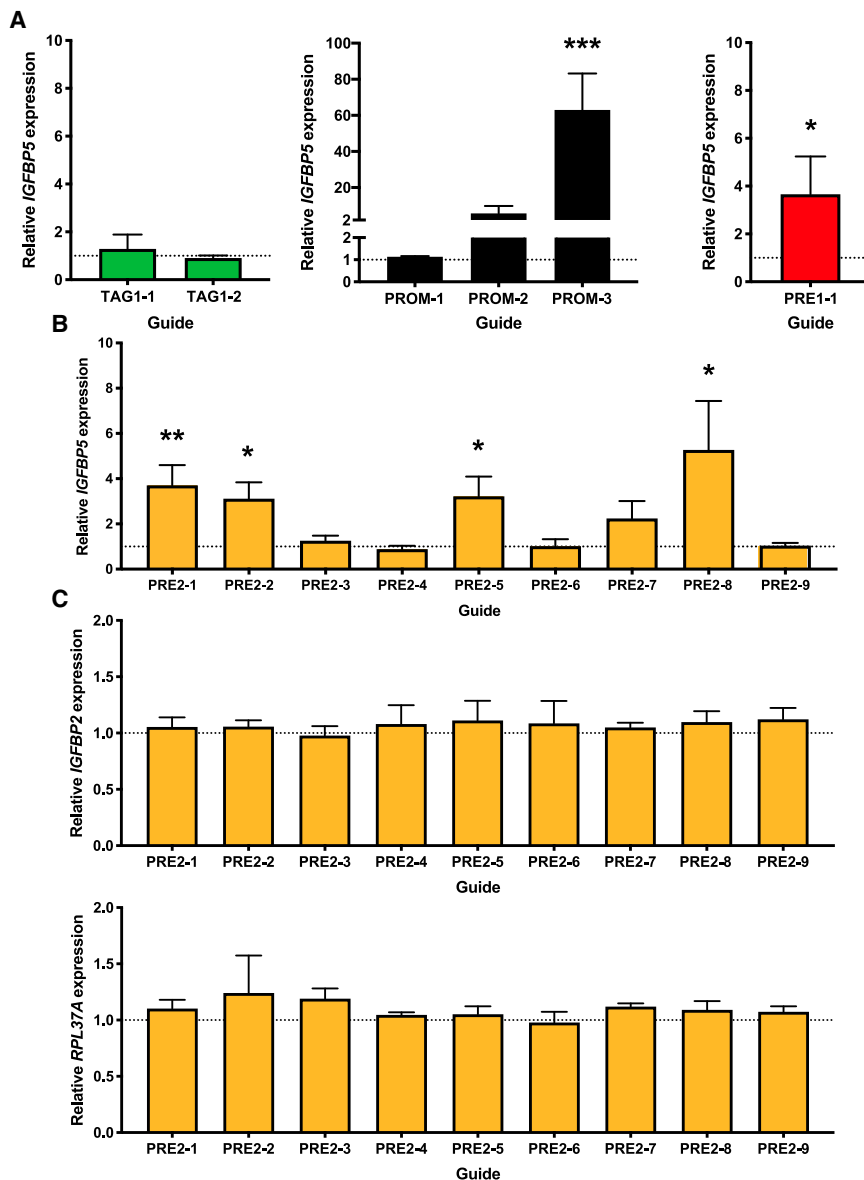 A
Relative IGFBP5 expression
10
8
6
4
2
0
TAG1-1 TAG1-2
Guide
Relative IGFBP5 expression
100
80
60
40
20
2
2
1
0
***
PROM-1 PROM-2 PROM-3
Guide
Relative IGFBP5 expression
10
8
6
4
2
0
*
PRE1-1
Guide
B
Relative IGFBP5 expression
10
8
6
4
2
0
** * * *
PRE2-1 PRE2-2 PRE2-3 PRE2-4 PRE2-5 PRE2-6 PRE2-7 PRE2-8 PRE2-9
Guide
C
Relative IGFBP2 expression
2.0
1.5
1.0
0.5
0.0
PRE2-1 PRE2-2 PRE2-3 PRE2-4 PRE2-5 PRE2-6 PRE2-7 PRE2-8 PRE2-9
Guide
Relative RPL37A expression
2.0
1.5
1.0
0.5
0.0
PRE2-1 PRE2-2 PRE2-3 PRE2-4 PRE2-5 PRE2-6 PRE2-7 PRE2-8 PRE2-9
Guide